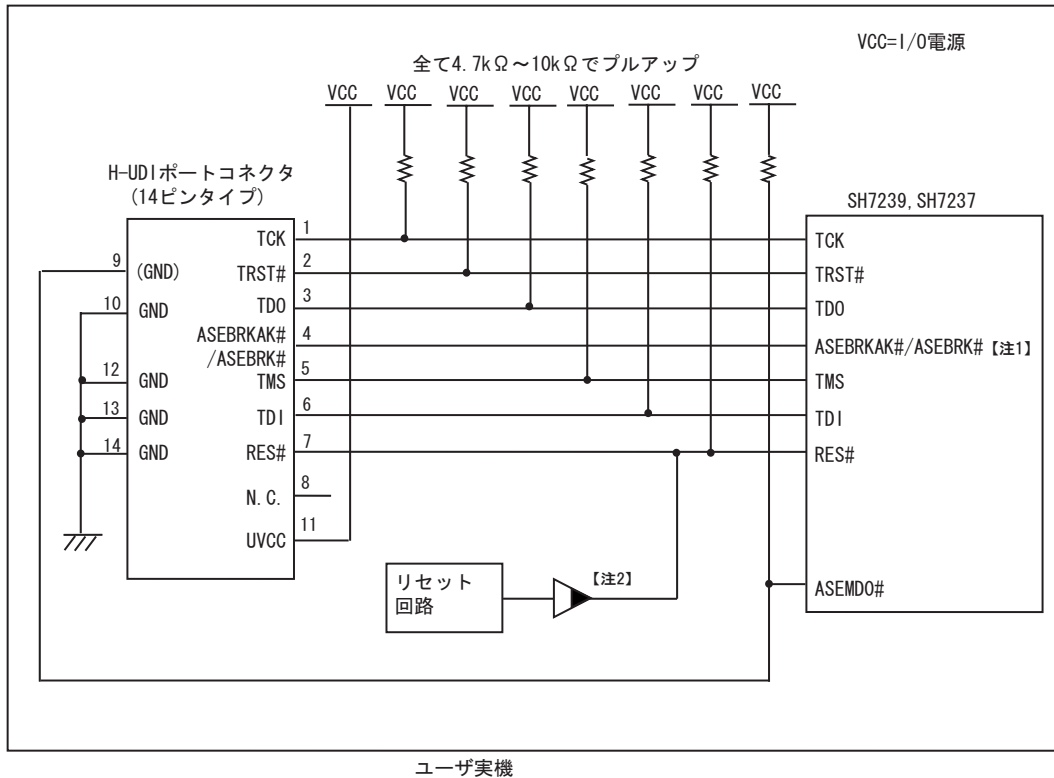 VCC=I/O電源
全て4.7kΩ～10kΩでプルアップ
VCC VCC VCC VCC VCC VCC VCC VCC
H-UDIポートコネクタ
(14ピンタイプ)
SH7239, SH7237
TCK 1 TCK
9 (GND) TRST# 2 TRST#
10 GND TDO 3 TDO
ASEBRKAK# 4 ASEBRKAK#/ASEBRK#【注1】
/ASEBRK#
12 GND TMS 5 TMS
13 GND TDI 6 TDI
14 GND RES# 7 RES#
N.C. 8
UVCC 11
リセット
回路
【注2】
ASEMD0#
ユーザ実機